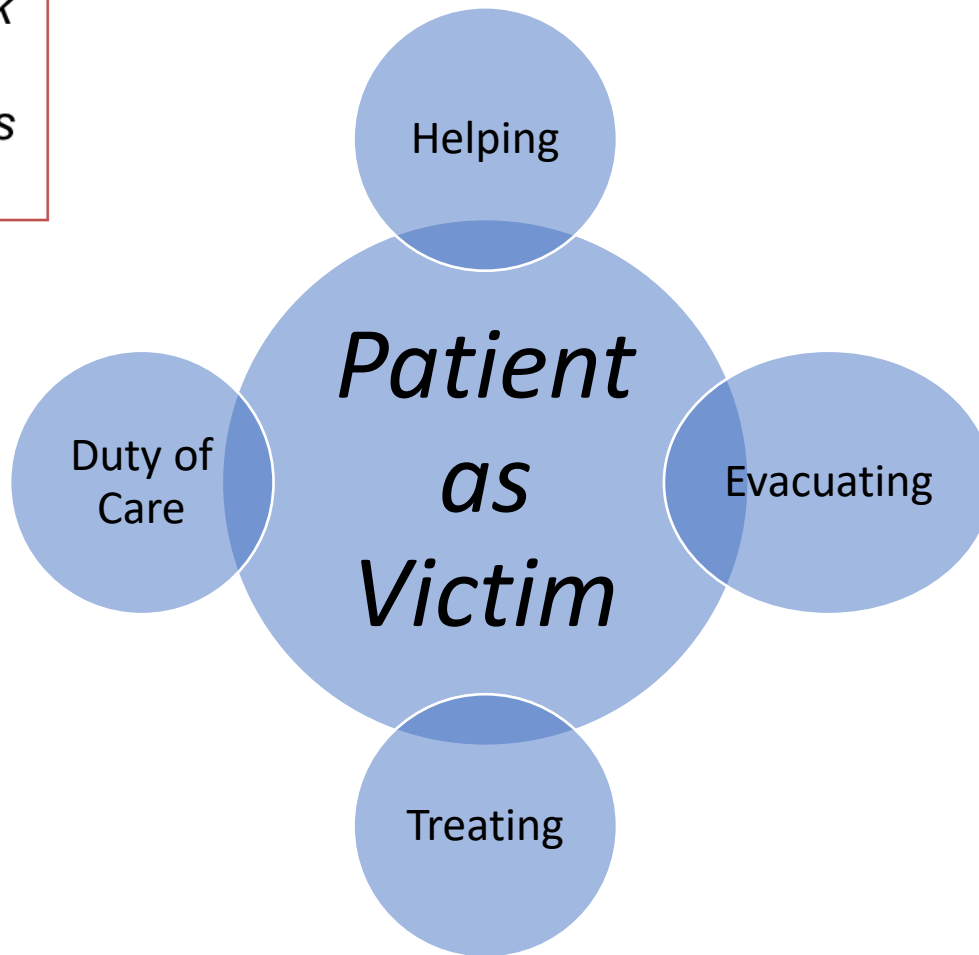 Helping
Patient
as
Victim
Duty of
Care
Evacuating
Treating